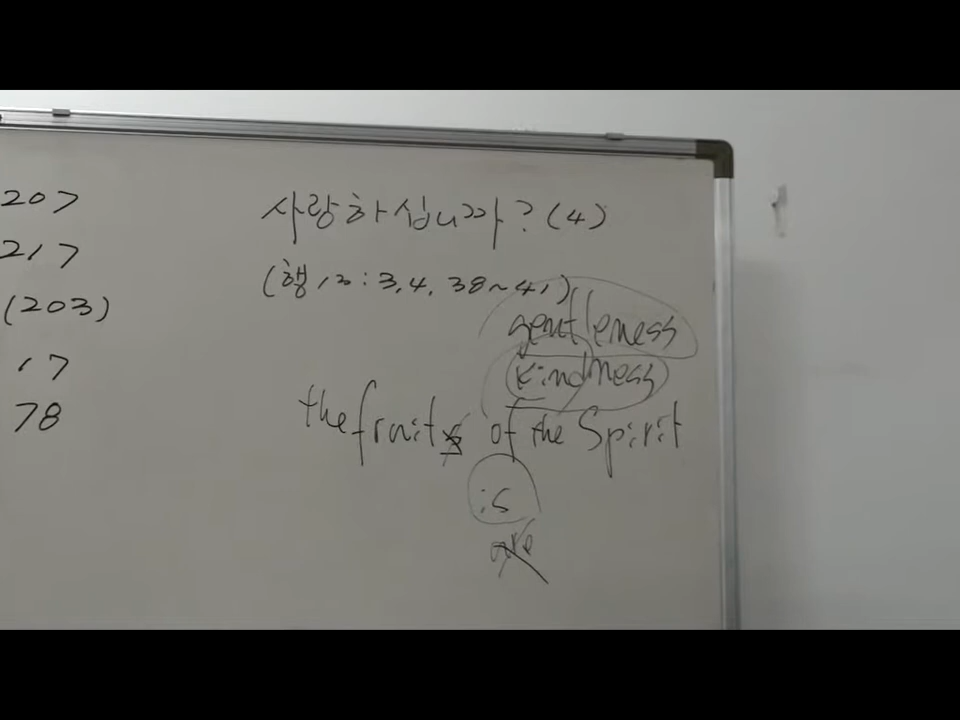 207
217
(203)
17
78
사랑하십니까? (4)
(행 13 : 3,4, 38~41)
gentleness
kindness
the fruits of the Spirit
is
are